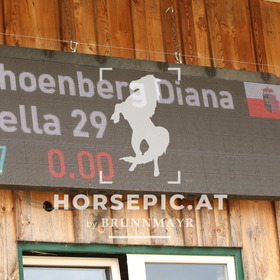 hoenberg Diana
ella 29
7 0.00
HORSEPIC.AT
by BRUNNMAYR